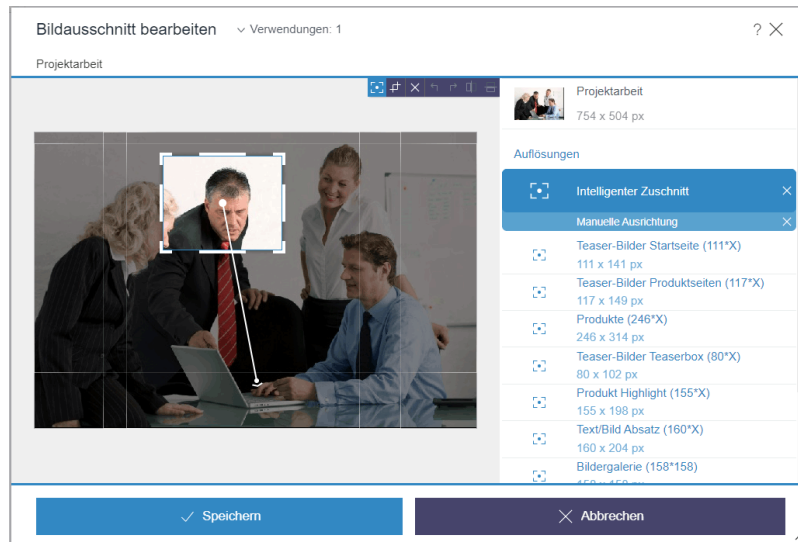 Bildausschnitt bearbeiten
Verwendungen: 1
?
Projektarbeit
Projektarbeit
754 x 504 px
Auflösungen
Intelligenter Zuschnitt
Manuelle Ausrichtung
Teaser-Bilder Startseite (111*X)
111 x 141 px
Teaser-Bilder Produktseiten (117*X)
117 x 149 px
Produkte (246*X)
246 x 314 px
Teaser-Bilder Teaserbox (80*X)
80 x 102 px
Produkt Highlight (155*X)
155 x 198 px
Text/Bild Absatz (160*X)
160 x 204 px
Bildergalerie (158*158)
Speichern
Abbrechen